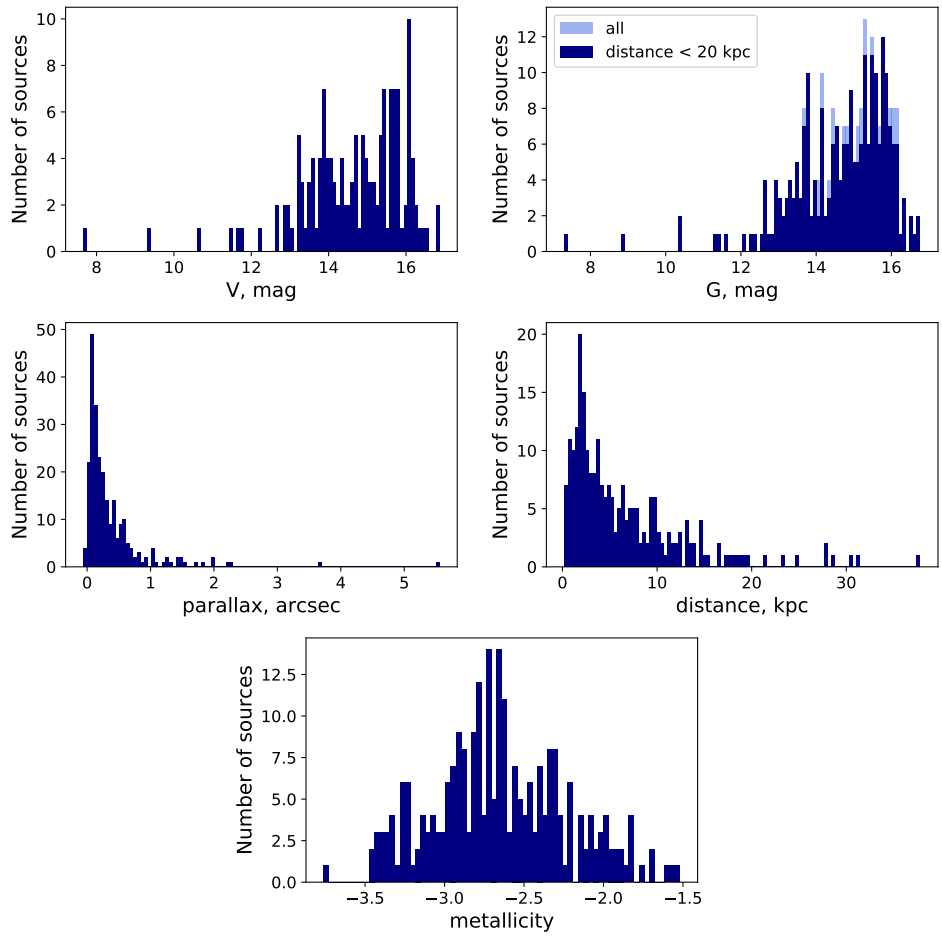 10
8
6
4
2
0
Number of sources
8 10 12 14 16
V, mag
12
10
8
6
4
2
0
Number of sources
all
distance < 20 kpc
8 10 12 14 16
G, mag
50
40
30
20
10
0
Number of sources
0 1 2 3 4 5
parallax, arcsec
20
15
10
5
0
Number of sources
0 10 20 30
distance, kpc
12.5
10.0
7.5
5.0
2.5
0.0
Number of sources
−3.5 −3.0 −2.5 −2.0 −1.5
metallicity